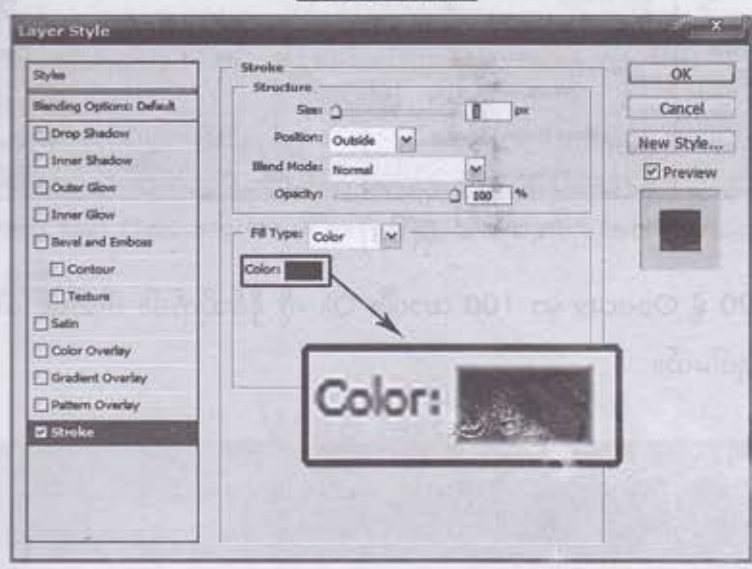 Layer Style
Styles
Blending Options: Default
Drop Shadow
Inner Shadow
Outer Glow
Inner Glow
Bevel and Emboss
Contour
Texture
Satin
Color Overlay
Gradient Overlay
Pattern Overlay
Stroke
Stroke
Structure
Size: px
Position: Outside
Blend Mode: Normal
Opacity: 100 %
Fill Type: Color
Color:
Color:
OK
Cancel
New Style...
Preview